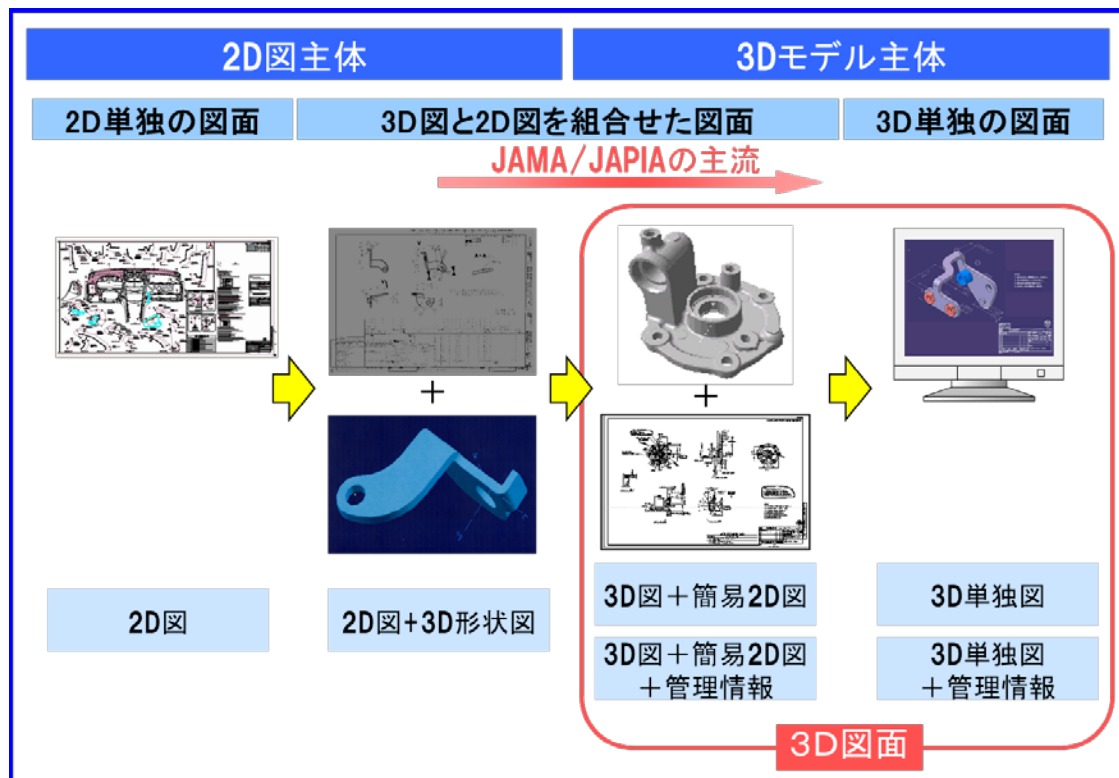 2D図主体
3Dモデル主体
2D単独の図面
3D図と2D図を組合せた図面
3D単独の図面
JAMA/JAPIAの主流
+
+
2D図
2D図+3D形状図
3D図+簡易2D図
3D単独図
3D図+簡易2D図
+管理情報
3D単独図
+管理情報
3D図面